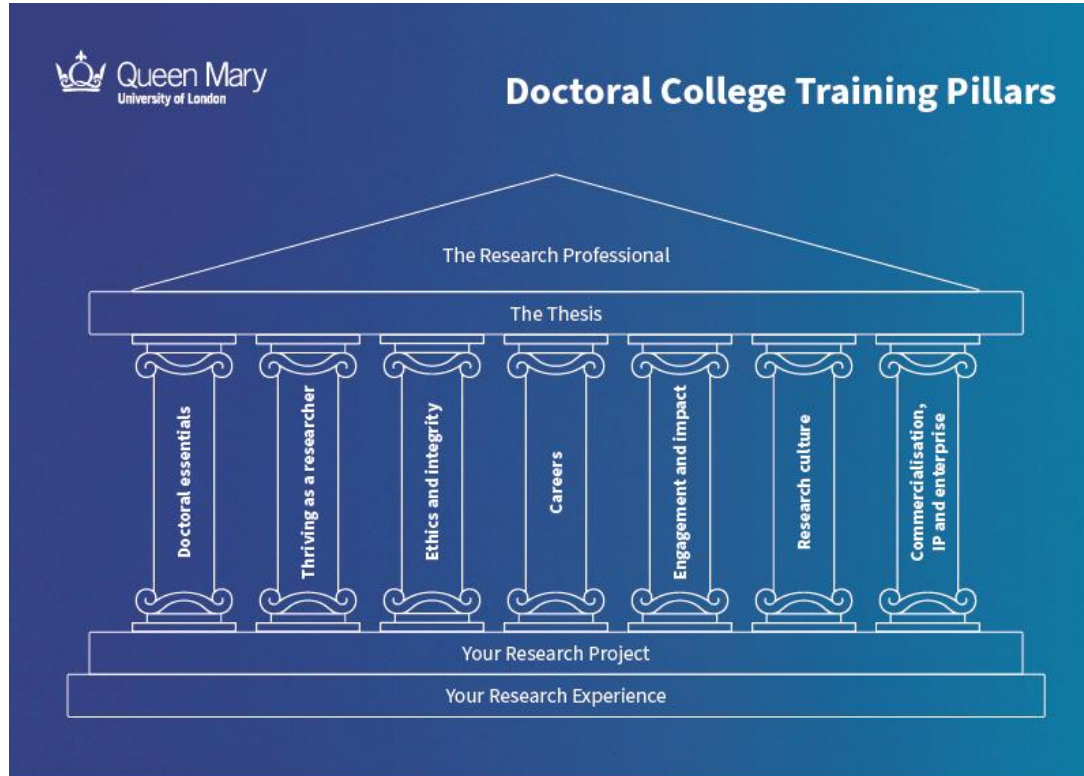 Queen Mary
University of London
Doctoral College Training Pillars
The Research Professional
The Thesis
Doctoral essentials
Thriving as a researcher
Ethics and integrity
Careers
Engagement and impact
Research culture
Commercialisation,
IP and enterprise
Your Research Project
Your Research Experience